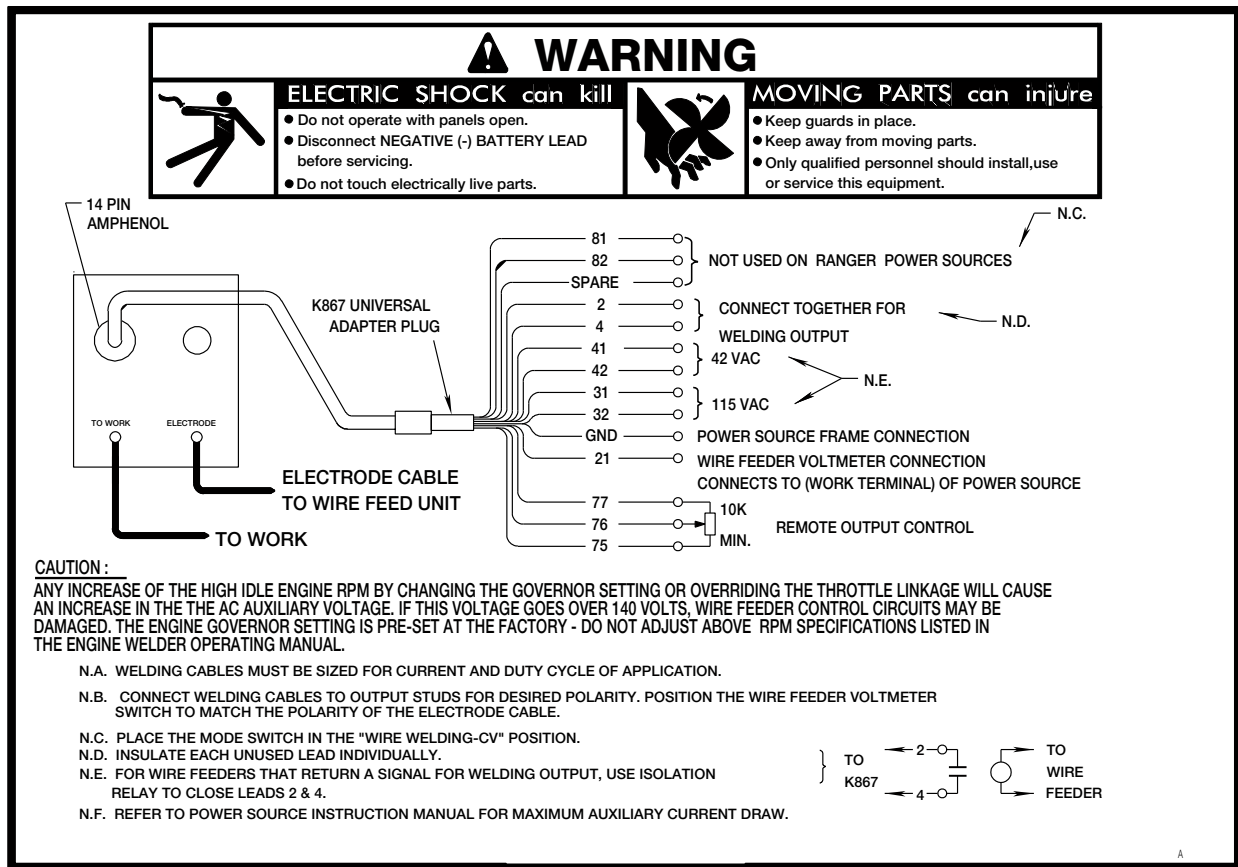 WARNING
ELECTRIC SHOCK can kill
● Do not operate with panels open.
● Disconnect NEGATIVE (-) BATTERY LEAD
before servicing.
● Do not touch electrically live parts.
MOVING PARTS can injure
● Keep guards in place.
● Keep away from moving parts.
● Only qualified personnel should install,use
or service this equipment.
14 PIN
AMPHENOL
TO WORK
ELECTRODE
ELECTRODE CABLE
TO WIRE FEED UNIT
TO WORK
K867 UNIVERSAL
ADAPTER PLUG
81
82
SPARE
NOT USED ON RANGER POWER SOURCES
N.C.
2
4
CONNECT TOGETHER FOR
WELDING OUTPUT
N.D.
41
42
42 VAC
31
32
115 VAC
N.E.
GND
POWER SOURCE FRAME CONNECTION
21
WIRE FEEDER VOLTMETER CONNECTION
CONNECTS TO (WORK TERMINAL) OF POWER SOURCE
77
76
75
10K
MIN.
REMOTE OUTPUT CONTROL
CAUTION :
ANY INCREASE OF THE HIGH IDLE ENGINE RPM BY CHANGING THE GOVERNOR SETTING OR OVERRIDING THE THROTTLE LINKAGE WILL CAUSE
AN INCREASE IN THE THE AC AUXILIARY VOLTAGE. IF THIS VOLTAGE GOES OVER 140 VOLTS, WIRE FEEDER CONTROL CIRCUITS MAY BE
DAMAGED. THE ENGINE GOVERNOR SETTING IS PRE-SET AT THE FACTORY - DO NOT ADJUST ABOVE RPM SPECIFICATIONS LISTED IN
THE ENGINE WELDER OPERATING MANUAL.
N.A. WELDING CABLES MUST BE SIZED FOR CURRENT AND DUTY CYCLE OF APPLICATION.
N.B. CONNECT WELDING CABLES TO OUTPUT STUDS FOR DESIRED POLARITY. POSITION THE WIRE FEEDER VOLTMETER
SWITCH TO MATCH THE POLARITY OF THE ELECTRODE CABLE.
N.C. PLACE THE MODE SWITCH IN THE "WIRE WELDING-CV" POSITION.
N.D. INSULATE EACH UNUSED LEAD INDIVIDUALLY.
N.E. FOR WIRE FEEDERS THAT RETURN A SIGNAL FOR WELDING OUTPUT, USE ISOLATION
RELAY TO CLOSE LEADS 2 & 4.
N.F. REFER TO POWER SOURCE INSTRUCTION MANUAL FOR MAXIMUM AUXILIARY CURRENT DRAW.
TO
K867
2
4
TO
WIRE
FEEDER
A